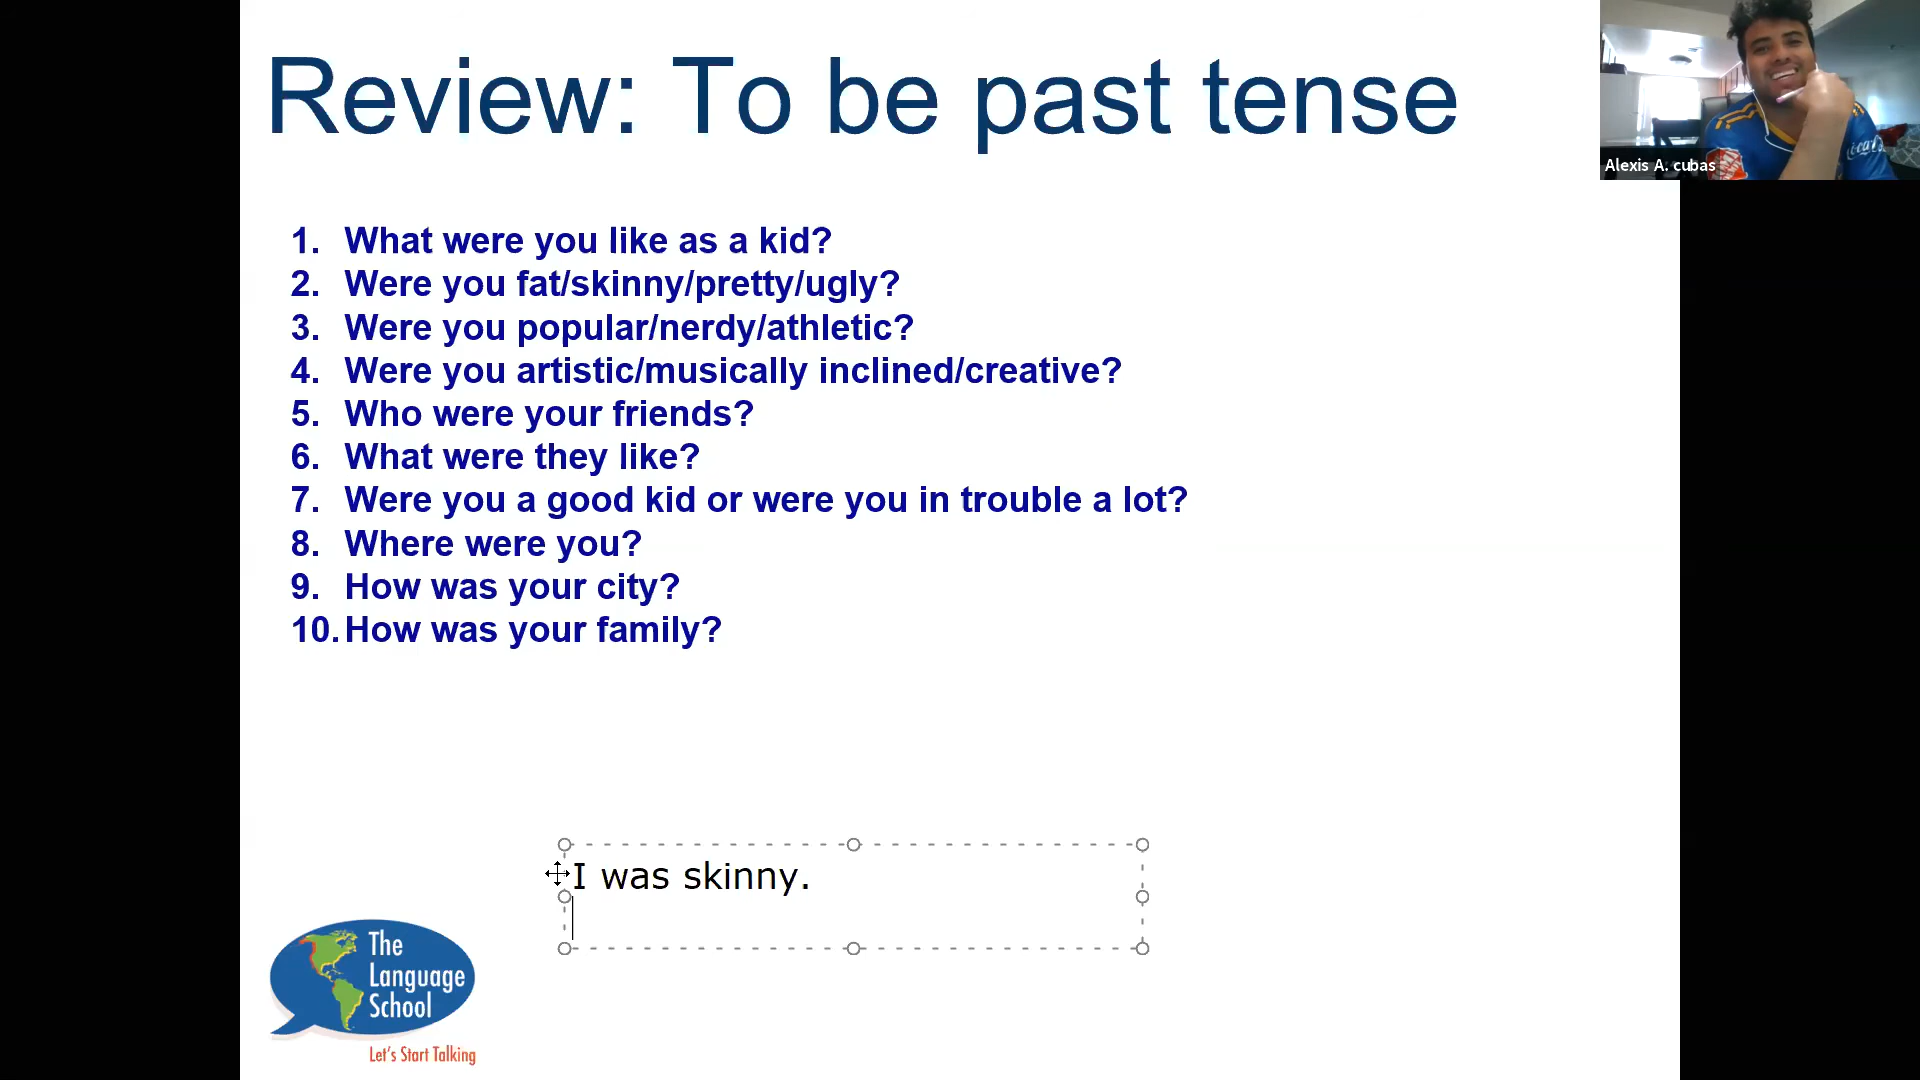 Review: To be past tense
Alexis A. cubas
1. What were you like as a kid?
2. Were you fat/skinny/pretty/ugly?
3. Were you popular/nerdy/athletic?
4. Were you artistic/musically inclined/creative?
5. Who were your friends?
6. What were they like?
7. Were you a good kid or were you in trouble a lot?
8. Where were you?
9. How was your city?
10. How was your family?
I was skinny.
The
Language
School
Let's Start Talking